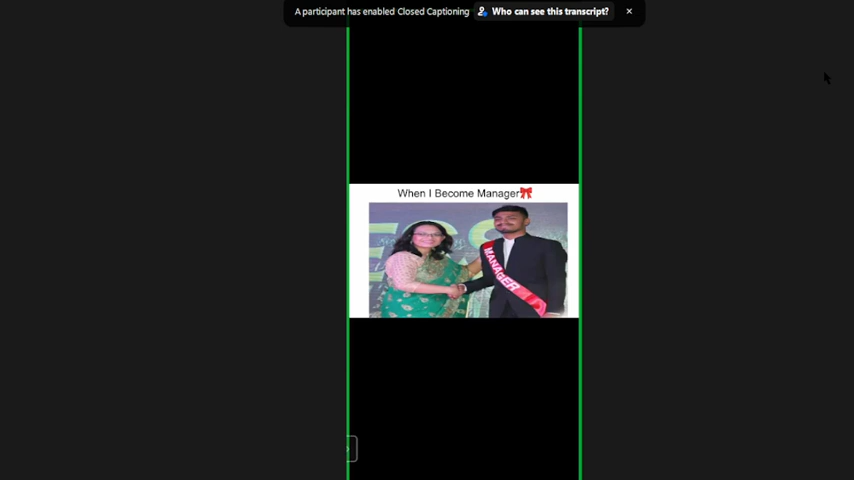 A participant has enabled Closed Captioning Who can see this transcript? ×
When I Become Manager🎀
MANAGER